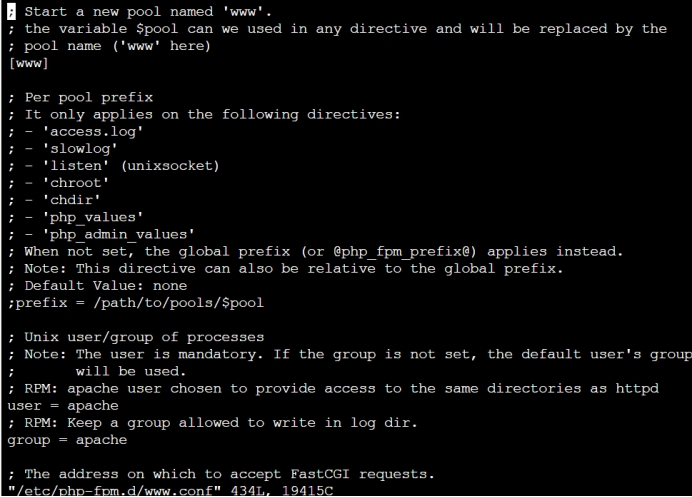 ; Start a new pool named 'www'.
; the variable $pool can we used in any directive and will be replaced by the
; pool name ('www' here)
[www]
; Per pool prefix
; It only applies on the following directives:
; - 'access.log'
; - 'slowlog'
; - 'listen' (unixsocket)
; - 'chroot'
; - 'chdir'
; - 'php_values'
; - 'php_admin_values'
; When not set, the global prefix (or @php_fpm_prefix@) applies instead.
; Note: This directive can also be relative to the global prefix.
; Default Value: none
;prefix = /path/to/pools/$pool
; Unix user/group of processes
; Note: The user is mandatory. If the group is not set, the default user's group
;       will be used.
; RPM: apache user chosen to provide access to the same directories as httpd
user = apache
; RPM: Keep a group allowed to write in log dir.
group = apache
; The address on which to accept FastCGI requests.
"/etc/php-fpm.d/www.conf" 434L, 19415C